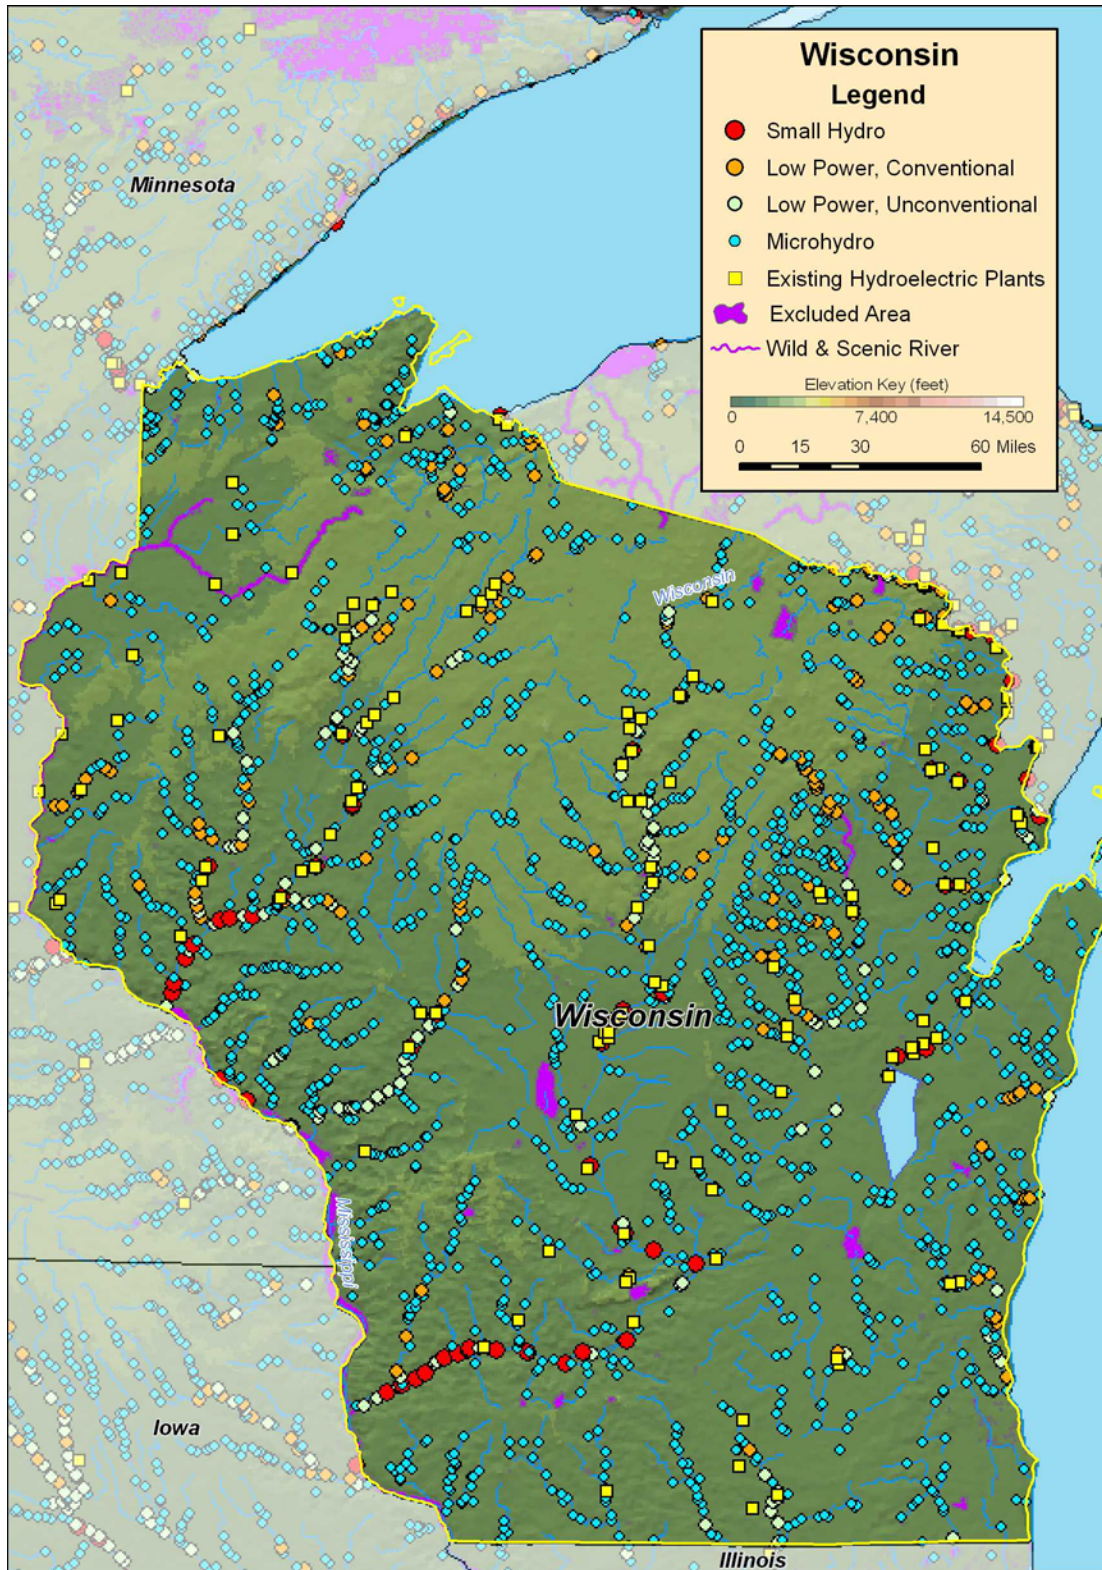 Wisconsin
Legend
Small Hydro
Low Power, Conventional
Low Power, Unconventional
Microhydro
Existing Hydroelectric Plants
Excluded Area
Wild & Scenic River
Elevation Key (feet)
0 7,400 14,500
0 15 30 60 Miles
Minnesota
Wisconsin
Wisconsin
Mississippi
Iowa
Illinois